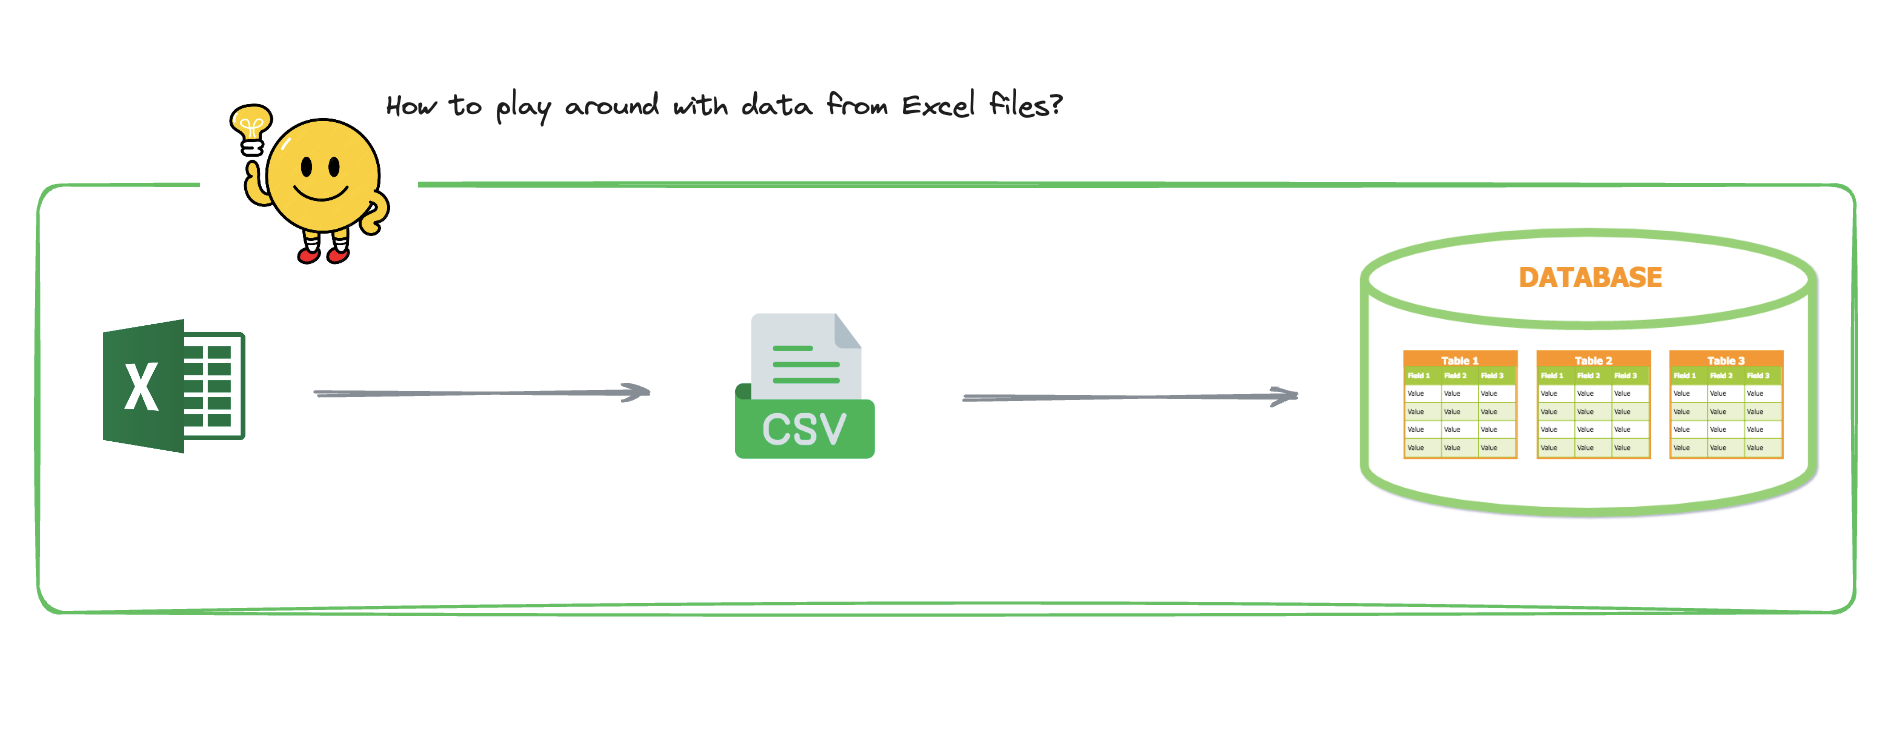 How to play around with data from Excel files?
X
CSV
DATABASE
Table 1 Table 2 Table 3
Field 1 Field 2 Field 3 Field 1 Field 2 Field 3 Field 1 Field 2 Field 3
Value Value Value Value Value Value Value Value Value
Value Value Value Value Value Value Value Value Value
Value Value Value Value Value Value Value Value Value
Value Value Value Value Value Value Value Value Value